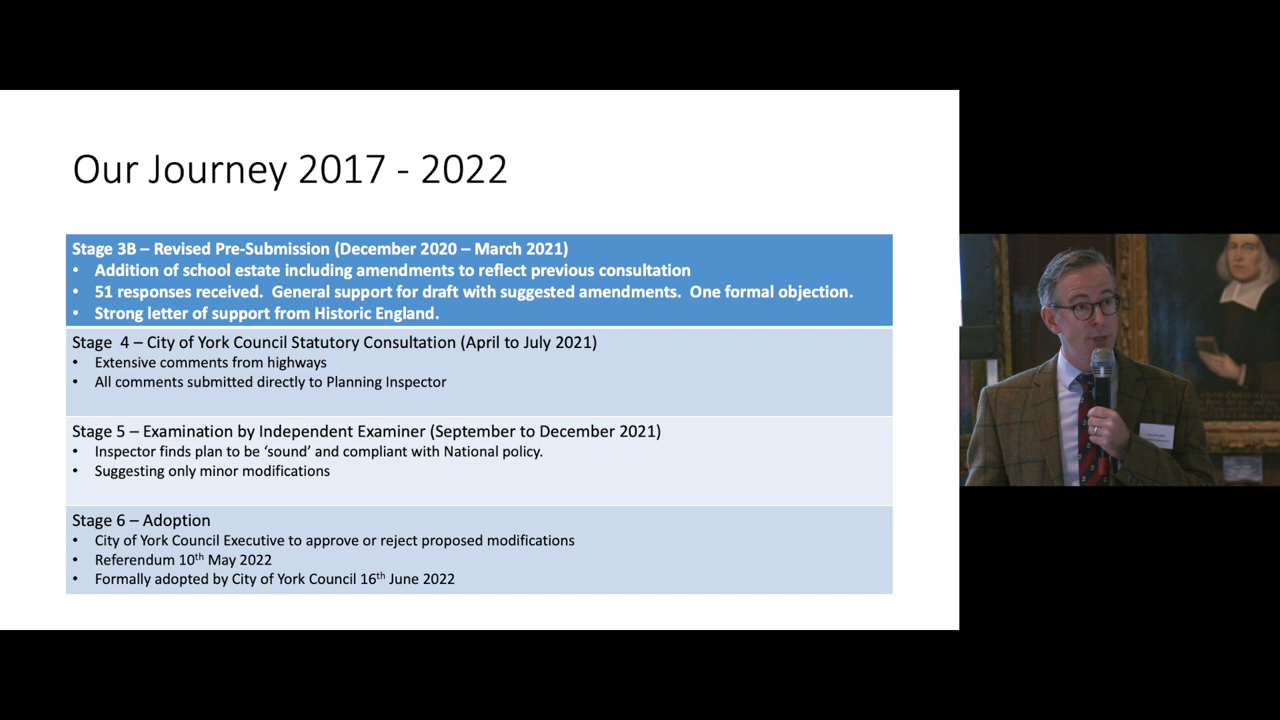 Our Journey 2017 - 2022
Stage 3B – Revised Pre-Submission (December 2020 – March 2021)
• Addition of school estate including amendments to reflect previous consultation
• 51 responses received. General support for draft with suggested amendments. One formal objection.
• Strong letter of support from Historic England.
Stage 4 – City of York Council Statutory Consultation (April to July 2021)
• Extensive comments from highways
• All comments submitted directly to Planning Inspector
Stage 5 – Examination by Independent Examiner (September to December 2021)
• Inspector finds plan to be ‘sound’ and compliant with National policy.
• Suggesting only minor modifications
Stage 6 – Adoption
• City of York Council Executive to approve or reject proposed modifications
• Referendum 10th May 2022
• Formally adopted by City of York Council 16th June 2022